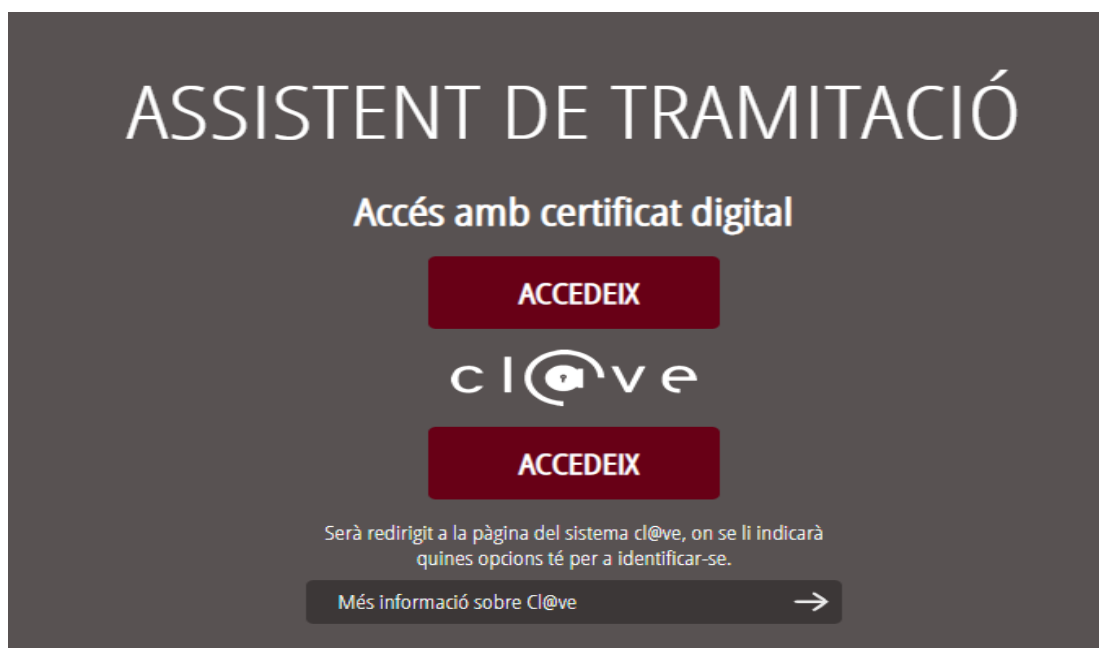 ASSISTENT DE TRAMITACIÓ
Accés amb certificat digital
ACCEDEIX
cl@ve
ACCEDEIX
Serà redirigit a la pàgina del sistema cl@ve, on se li indicarà
quines opcions té per a identificar-se.
Més informació sobre Cl@ve